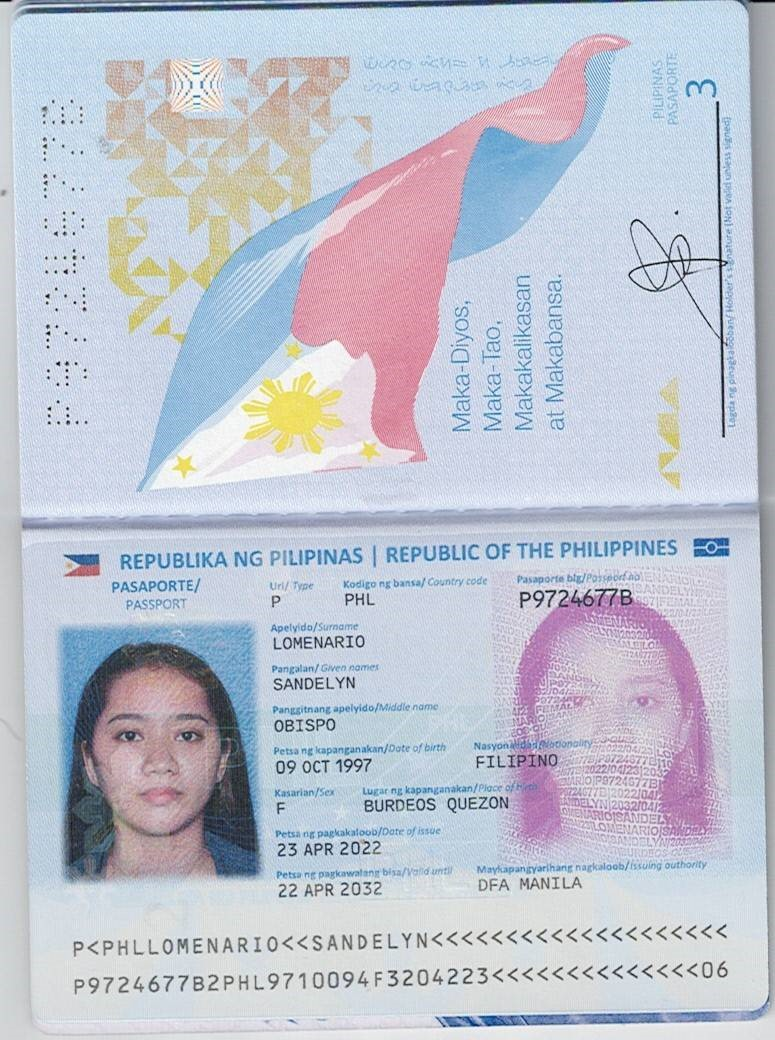 P9724677B
PILIPINAS
PASAPORTE
3
Maka-Diyos,
Maka-Tao,
Makakalikasan
at Makabansa.
Lagda ng pinagkalooban/ Holder's signature (Not valid unless signed)
REPUBLIKA NG PILIPINAS | REPUBLIC OF THE PHILIPPINES
PASAPORTE/
PASSPORT
Uri/ Type
Kodigo ng bansa/ Country code
Pasaporte blg/Passport no
P
PHL
P9724677B
Apelyido/Surname
LOMENARIO
Pangalan/ Given names
SANDELYN
Panggitnang apelyido/Middle name
OBISPO
Petsa ng kapanganakan/Date of birth
Nasyonalidad/Nationality
09 OCT 1997
FILIPINO
Kasarian/Sex
Lugar ng kapanganakan/Place of birth
F
BURDEOS QUEZON
Petsa ng pagkakaloob/Date of issue
23 APR 2022
Petsa ng pagkawalang bisa/Valid until
Maykapangyarihang nagkaloob/Issuing authority
22 APR 2032
DFA MANILA
P<PHLLOMENARIO<<SANDELYN<<<<<<<<<<<<<<<<<<<<
P9724677B2PHL9710094F3204223<<<<<<<<<<<<<<06